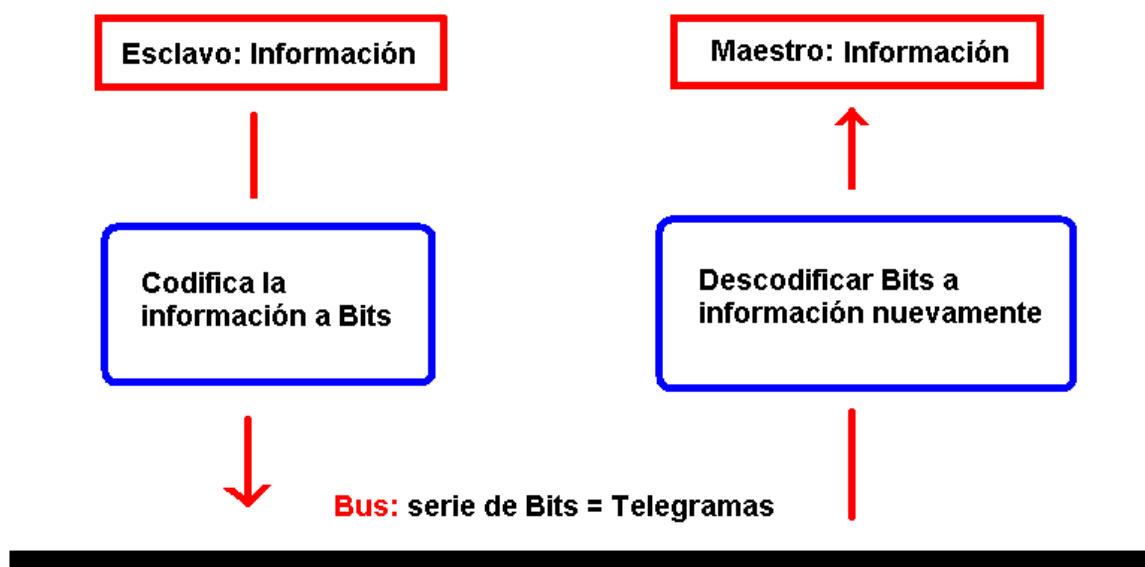 Esclavo: Información
Maestro: Información
Codifica la
información a Bits
Descodificar Bits a
información nuevamente
Bus: serie de Bits = Telegramas